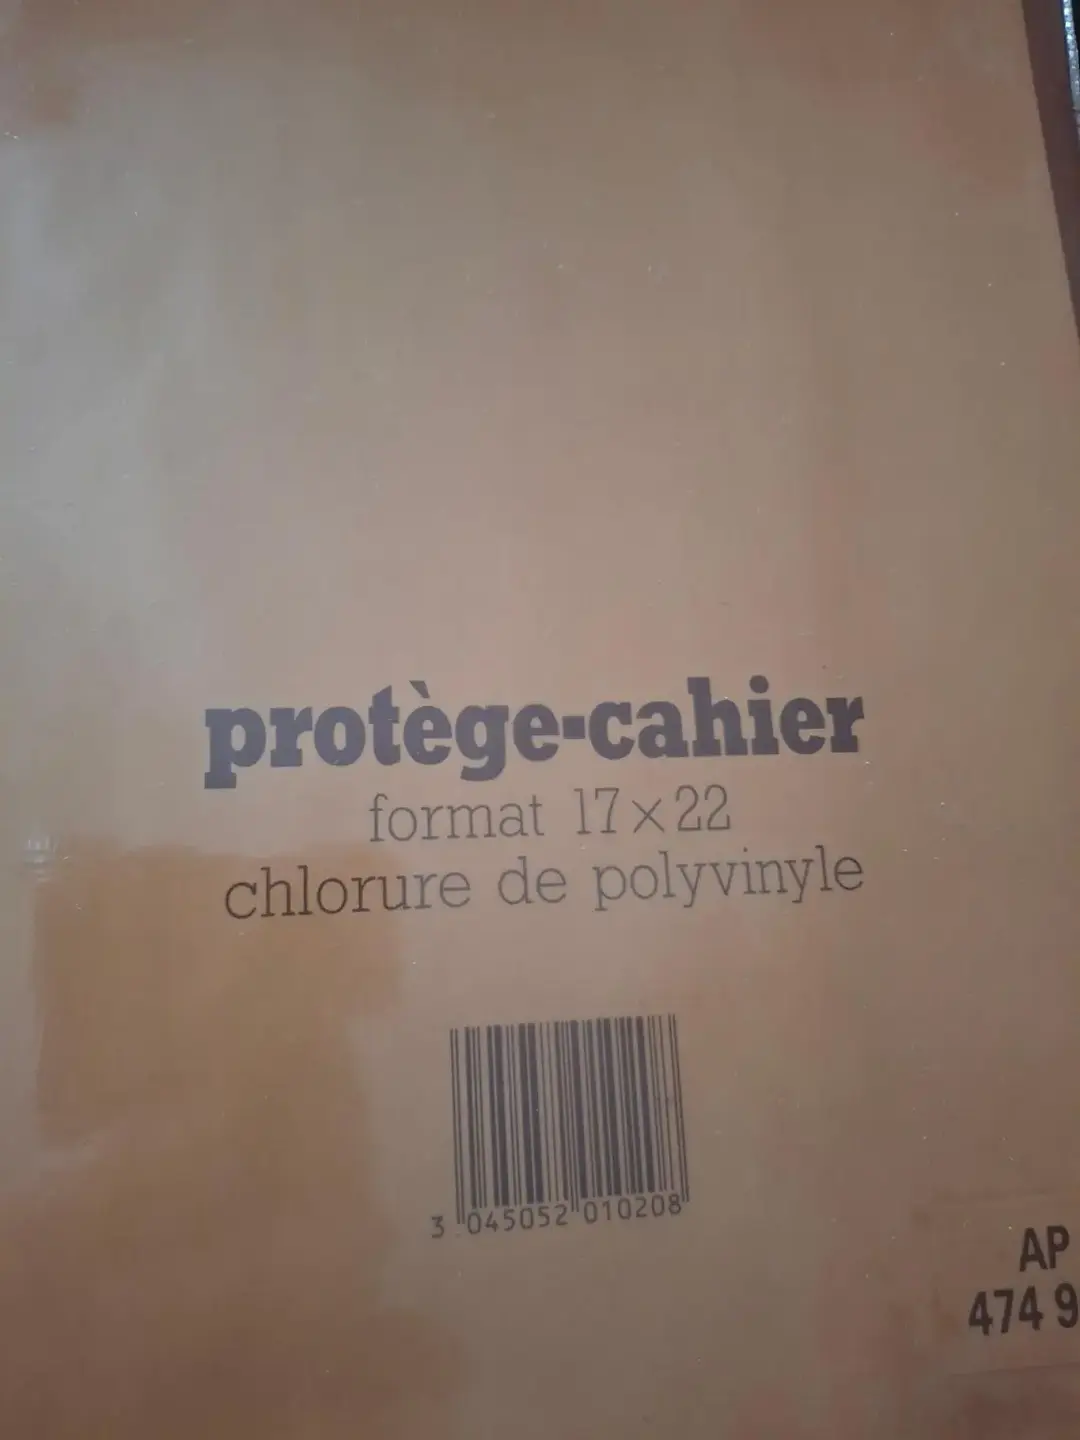 protège-cahier
format 17×22
chlorure de polyvinyle
3 045052 010208
AP
474 9